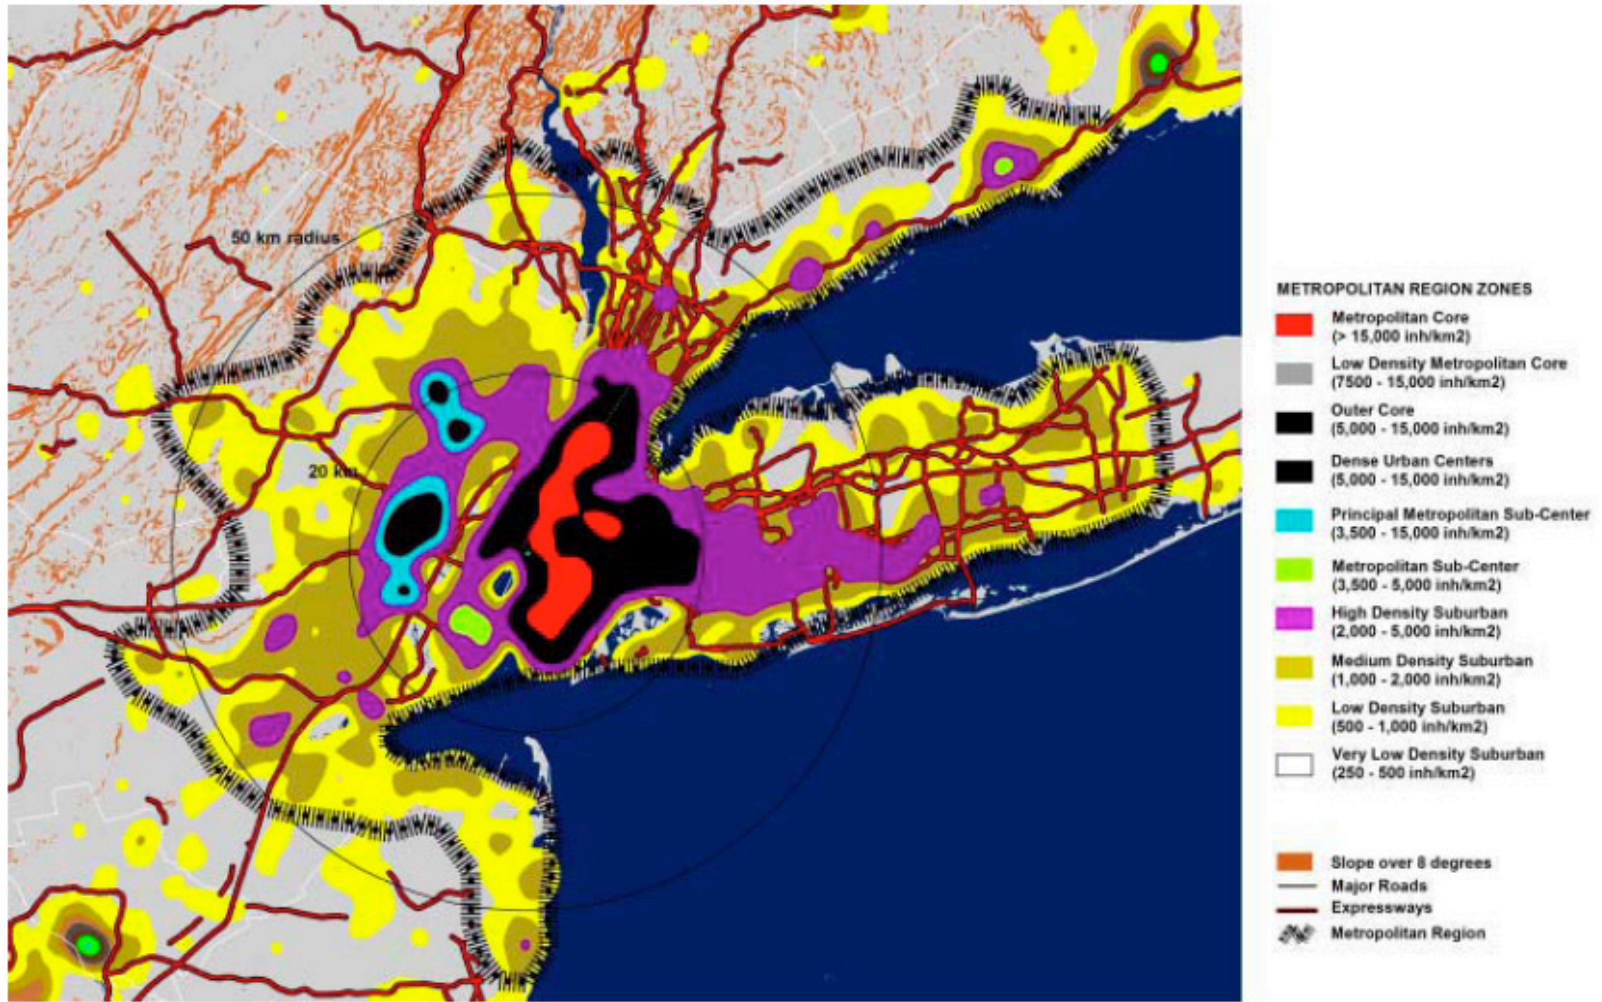 50 km radius
20 km
METROPOLITAN REGION ZONES
Metropolitan Core
(> 15,000 inh/km2)
Low Density Metropolitan Core
(7500 - 15,000 inh/km2)
Outer Core
(5,000 - 15,000 inh/km2)
Dense Urban Centers
(5,000 - 15,000 inh/km2)
Principal Metropolitan Sub-Center
(3,500 - 15,000 inh/km2)
Metropolitan Sub-Center
(3,500 - 5,000 inh/km2)
High Density Suburban
(2,000 - 5,000 inh/km2)
Medium Density Suburban
(1,000 - 2,000 inh/km2)
Low Density Suburban
(500 - 1,000 inh/km2)
Very Low Density Suburban
(250 - 500 inh/km2)
Slope over 8 degrees
Major Roads
Expressways
Metropolitan Region